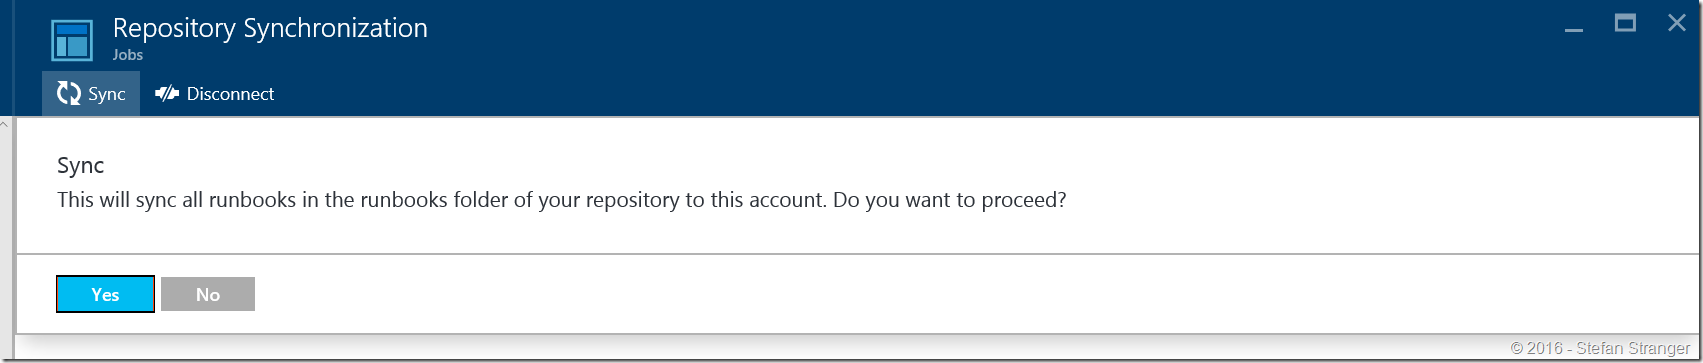 Repository Synchronization
Jobs
Sync
Disconnect
Sync
This will sync all runbooks in the runbooks folder of your repository to this account. Do you want to proceed?
Yes
No
© 2016 - Stefan Stranger